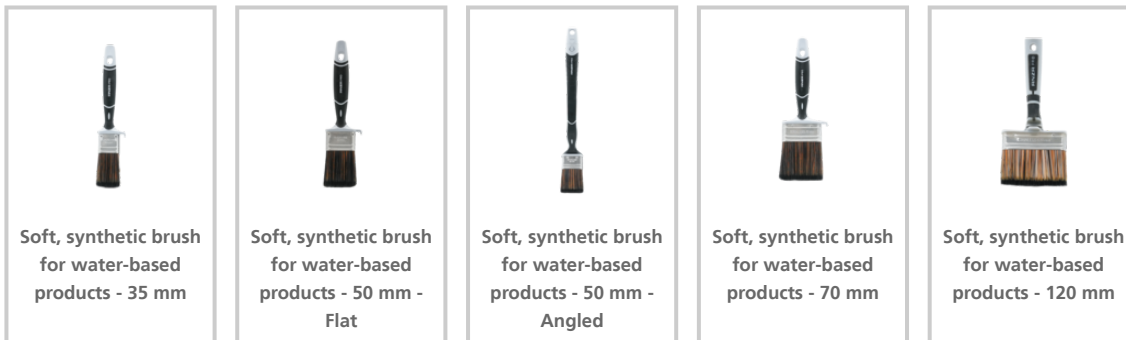 Soft, synthetic brush
for water-based
products - 35 mm
Soft, synthetic brush
for water-based
products - 50 mm -
Flat
Soft, synthetic brush
for water-based
products - 50 mm -
Angled
Soft, synthetic brush
for water-based
products - 70 mm
Soft, synthetic brush
for water-based
products - 120 mm